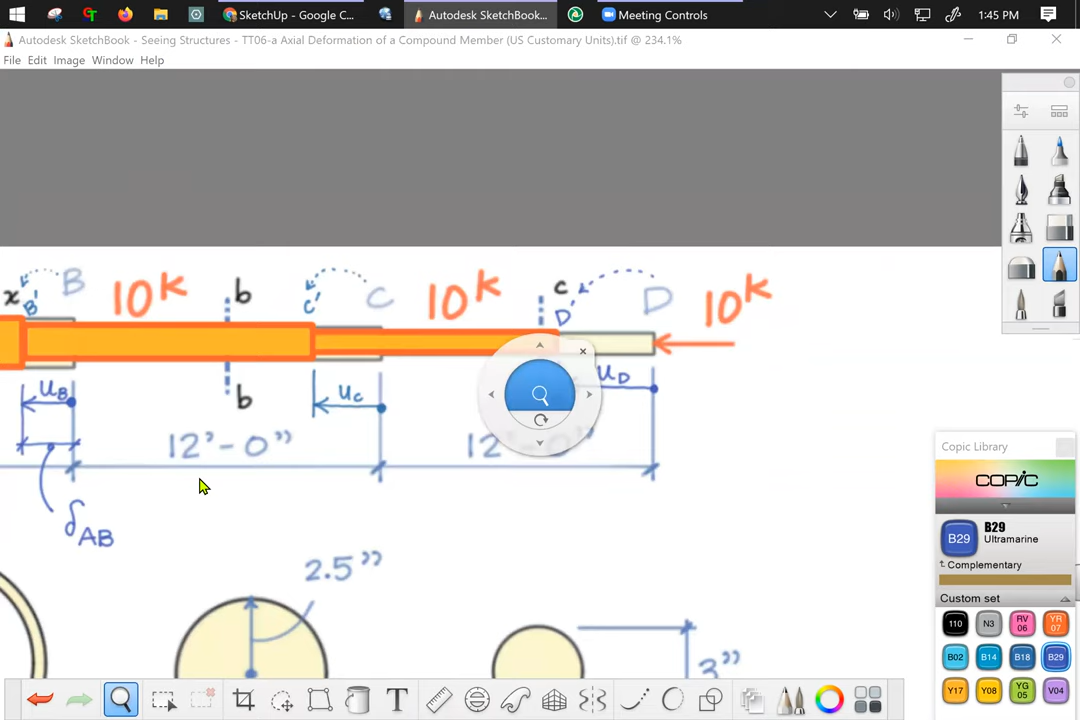 SketchUp - Google C...
Autodesk SketchBook...
Meeting Controls
1:45 PM
Autodesk SketchBook - Seeing Structures - TT06-a Axial Deformation of a Compound Member (US Customary Units).tif @ 234.1%
File Edit Image Window Help
x B' B 10K b C' C 10K c D' D 10K
uB b uC uD
12'-0" 12'-0"
δAB
2.5"
3"
Copic Library
COPIC
B29 B29
Ultramarine
Complementary
Custom set
110 N3 RV 06 YR 07
B02 B14 B18 B29
Y17 Y08 YG 05 V04
T